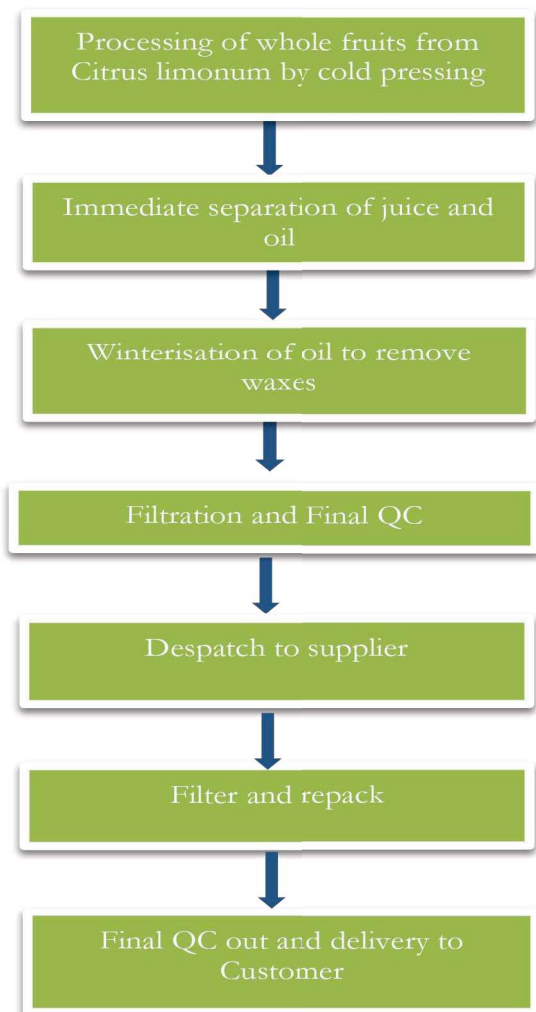 Processing of whole fruits from
Citrus limonum by cold pressing
Immediate separation of juice and
oil
Winterisation of oil to remove
waxes
Filtration and Final QC
Despatch to supplier
Filter and repack
Final QC out and delivery to
Customer